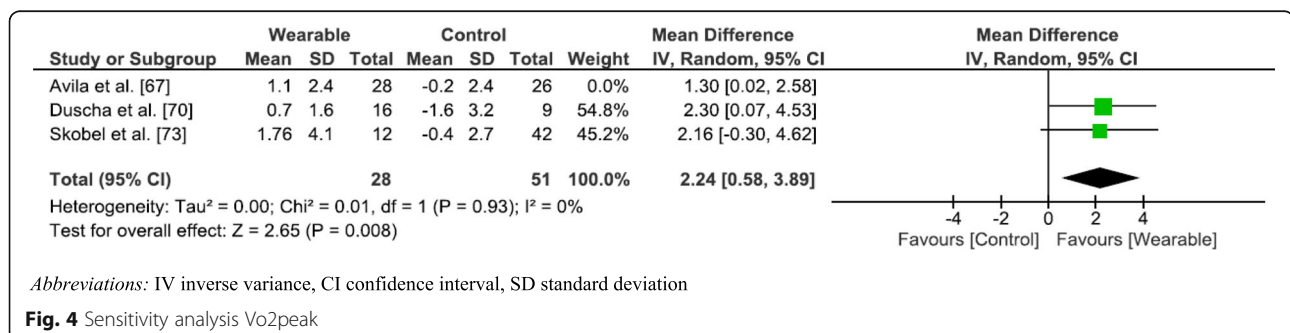 Wearable Control Mean Difference Mean Difference
Study or Subgroup Mean SD Total Mean SD Total Weight IV, Random, 95% CI IV, Random, 95% CI
Avila et al. [67] 1.1 2.4 28 -0.2 2.4 26 0.0% 1.30 [0.02, 2.58]
Duscha et al. [70] 0.7 1.6 16 -1.6 3.2 9 54.8% 2.30 [0.07, 4.53]
Skobel et al. [73] 1.76 4.1 12 -0.4 2.7 42 45.2% 2.16 [-0.30, 4.62]
Total (95% CI) 28 51 100.0% 2.24 [0.58, 3.89]
Heterogeneity: Tau² = 0.00; Chi² = 0.01, df = 1 (P = 0.93); I² = 0%
Test for overall effect: Z = 2.65 (P = 0.008)
-4 -2 0 2 4
Favours [Control] Favours [Wearable]
Abbreviations: IV inverse variance, CI confidence interval, SD standard deviation
Fig. 4 Sensitivity analysis Vo2peak